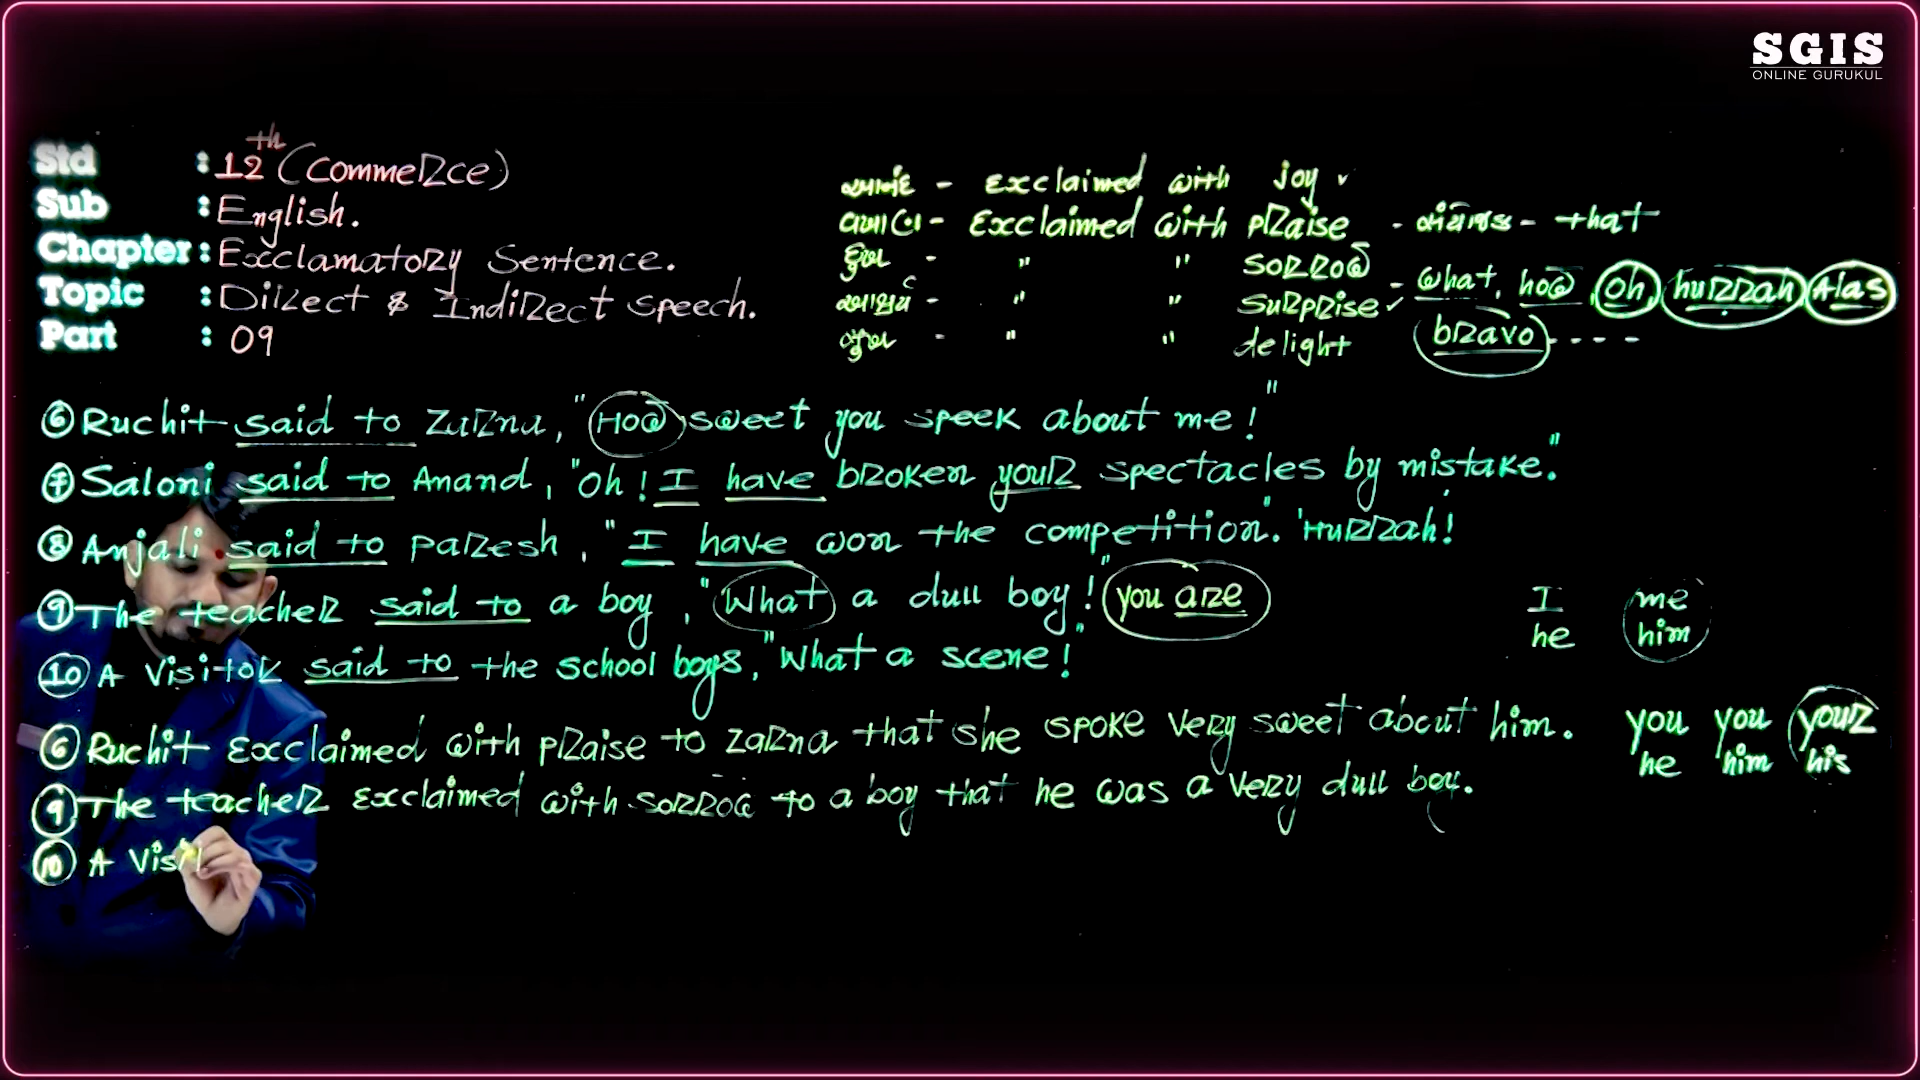 SGIS
ONLINE GURUKUL
Std : 12th (Commerce)
Sub : English.
Chapter : Exclamatory Sentence.
Topic : Direct & Indirect speech.
Part : 09
આનંદ - Exclaimed with joy ✓
વખાણ - Exclaimed with praise - સંયોજક - that
દુઃખ - " " sorrow - what, how, oh, hurrah, Alas
આશ્ચર્ય - " " surprise ✓ bravo - - - -
ખુશ - " " delight
⑥ Ruchit said to Zarna, "How sweet you speek about me!"
⑦ Saloni said to Anand, "Oh! I have broken your spectacles by mistake."
⑧ Anjali said to Paresh, "I have won the competition." 'Hurrah!
⑨ The teacher said to a boy, "What a dull boy!" you are
⑩ A Visitor said to the school boys, "What a scene!"
I me
he him
⑥ Ruchit Exclaimed with praise to Zarna that she spoke very sweet about him.
you you your
he him his
⑨ The teacher Exclaimed with sorrow to a boy that he was a very dull boy.
⑩ A Visit